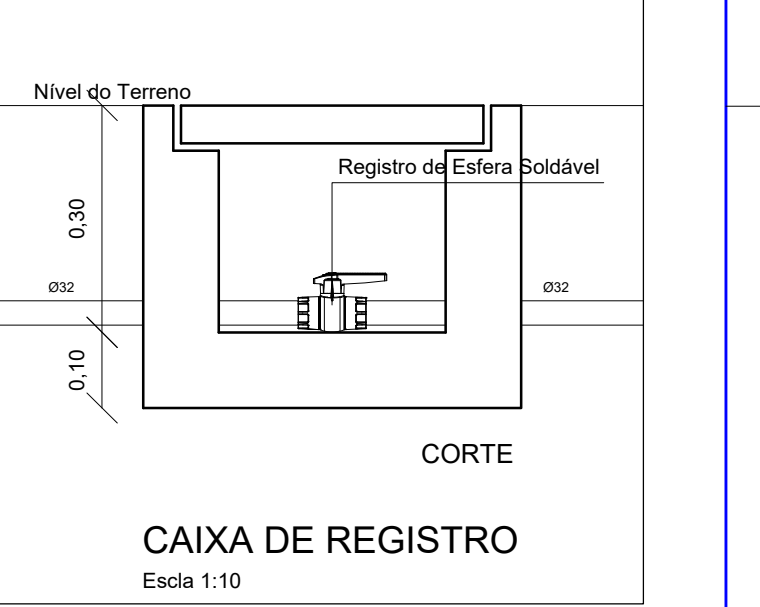 Nível do Terreno
Registro de Esfera Soldável
0,30
Ø32
Ø32
0,10
CORTE
CAIXA DE REGISTRO
Escla 1:10